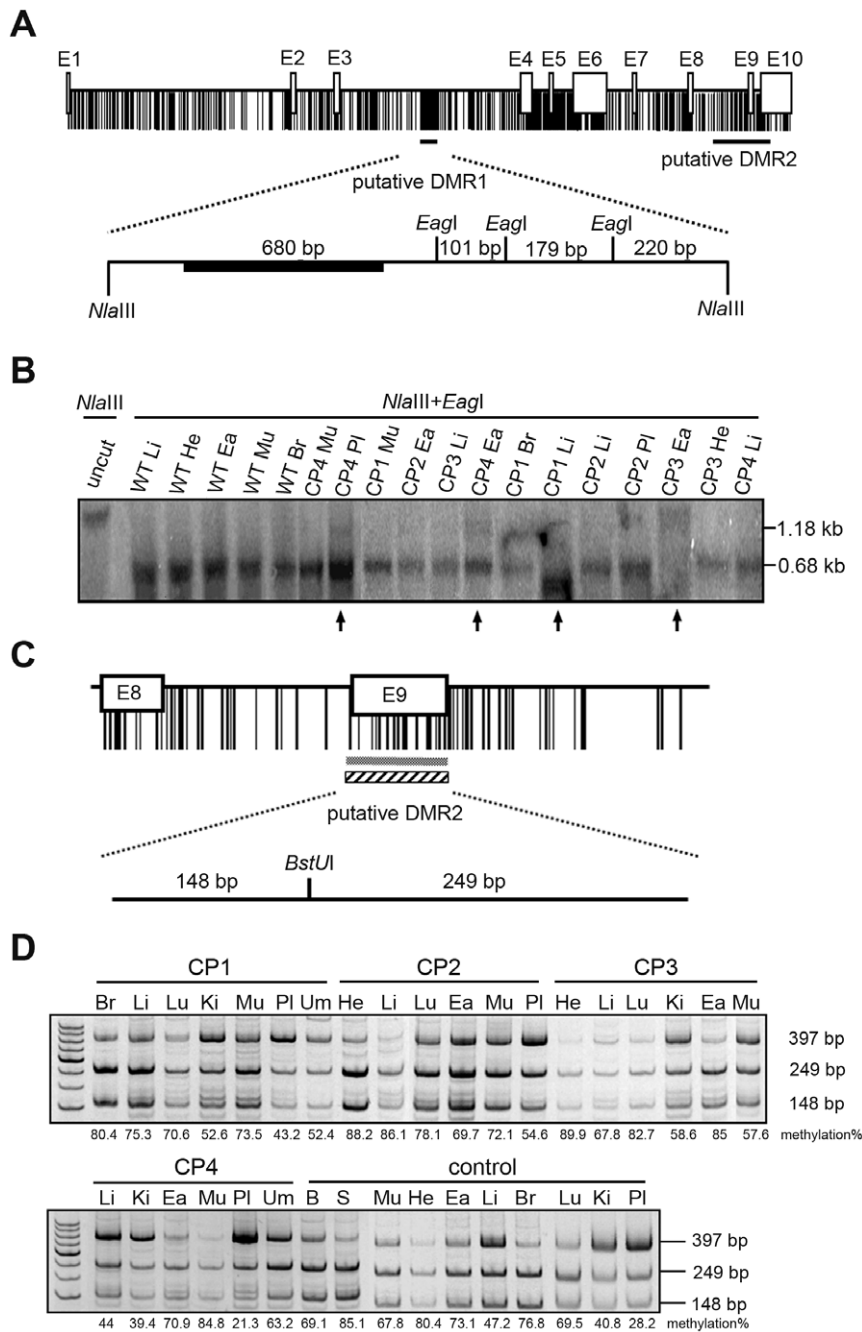 A
E1 E2 E3 E4 E5 E6 E7 E8 E9 E10
putative DMR1
putative DMR2
EagI EagI EagI
680 bp 101 bp 179 bp 220 bp
NlaIII NlaIII
B
NlaIII NlaIII+EagI
uncut WT Li WT He WT Ea WT Mu WT Br CP4 Mu CP4 Pl CP1 Mu CP2 Ea CP3 Li CP4 Ea CP1 Br CP1 Li CP2 Li CP2 Pl CP3 Ea CP3 He CP4 Li
1.18 kb
0.68 kb
C
E8 E9
putative DMR2
BstUI
148 bp 249 bp
D
CP1 CP2 CP3
Br Li Lu Ki Mu Pl Um He Li Lu Ea Mu Pl He Li Lu Ki Ea Mu
397 bp
249 bp
148 bp
80.4 75.3 70.6 52.6 73.5 43.2 52.4 88.2 86.1 78.1 69.7 72.1 54.6 89.9 67.8 82.7 58.6 85 57.6 methylation%
CP4 control
Li Ki Ea Mu Pl Um B S Mu He Ea Li Br Lu Ki Pl
397 bp
249 bp
148 bp
44 39.4 70.9 84.8 21.3 63.2 69.1 85.1 67.8 80.4 73.1 47.2 76.8 69.5 40.8 28.2 methylation%